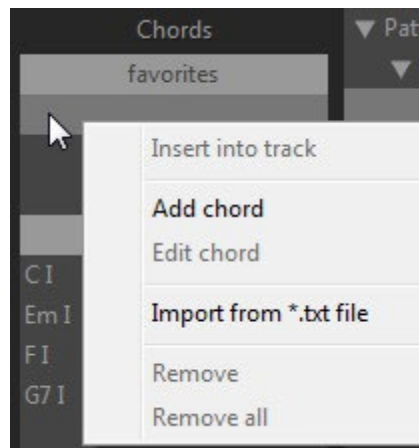 Chords
▼ Pat
favorites
▼
Insert into track
Add chord
Edit chord
C I
Em I
Import from *.txt file
F I
Remove
G7 I
Remove all